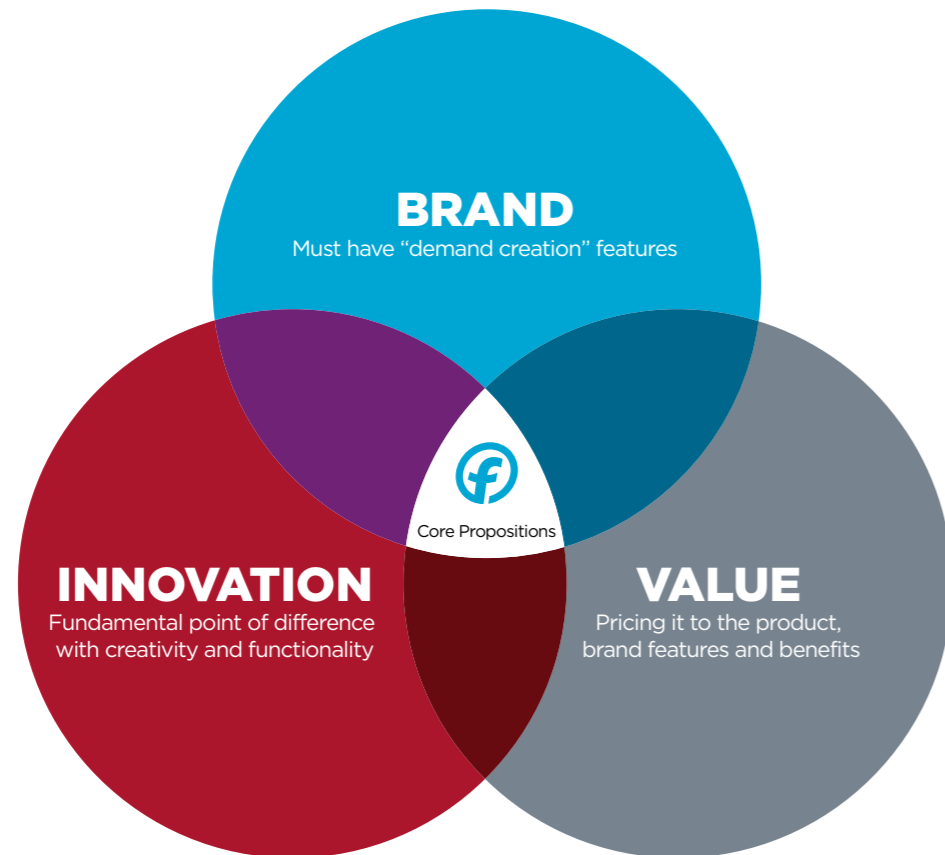 BRAND
Must have “demand creation” features
f
Core Propositions
INNOVATION
Fundamental point of difference
with creativity and functionality
VALUE
Pricing it to the product,
brand features and benefits